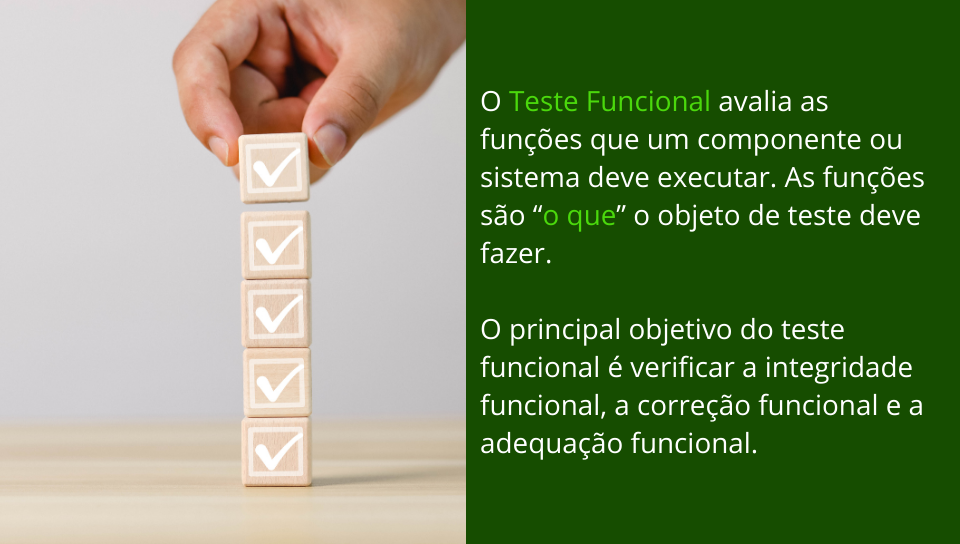 O Teste Funcional avalia as
funções que um componente ou
sistema deve executar. As funções
são “o que” o objeto de teste deve
fazer.
O principal objetivo do teste
funcional é verificar a integridade
funcional, a correção funcional e a
adequação funcional.